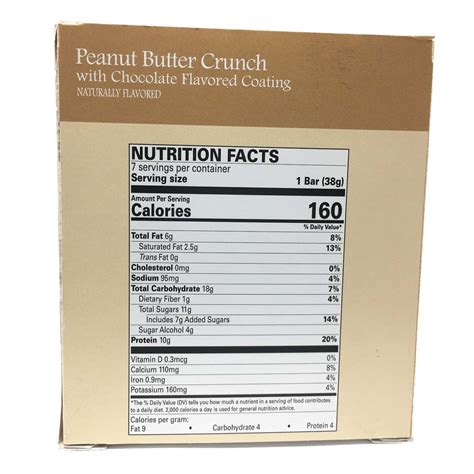 Peanut Butter Crunch
with Chocolate Flavored Coating
NATURALLY FLAVORED
NUTRITION FACTS
7 servings per container
Serving size 1 Bar (38g)
Amount Per Serving
Calories 160
% Daily Value*
Total Fat 6g 8%
Saturated Fat 2.5g 13%
Trans Fat 0g
Cholesterol 0mg 0%
Sodium 95mg 4%
Total Carbohydrate 18g 7%
Dietary Fiber 1g 4%
Total Sugars 11g
Includes 7g Added Sugars 14%
Sugar Alcohol 4g
Protein 10g 20%
Vitamin D 0.3mcg 0%
Calcium 110mg 8%
Iron 0.9mg 4%
Potassium 160mg 4%
*The % Daily Value (DV) tells you how much a nutrient in a serving of food contributes
to a daily diet. 2,000 calories a day is used for general nutrition advice.
Calories per gram:
Fat 9 • Carbohydrate 4 • Protein 4